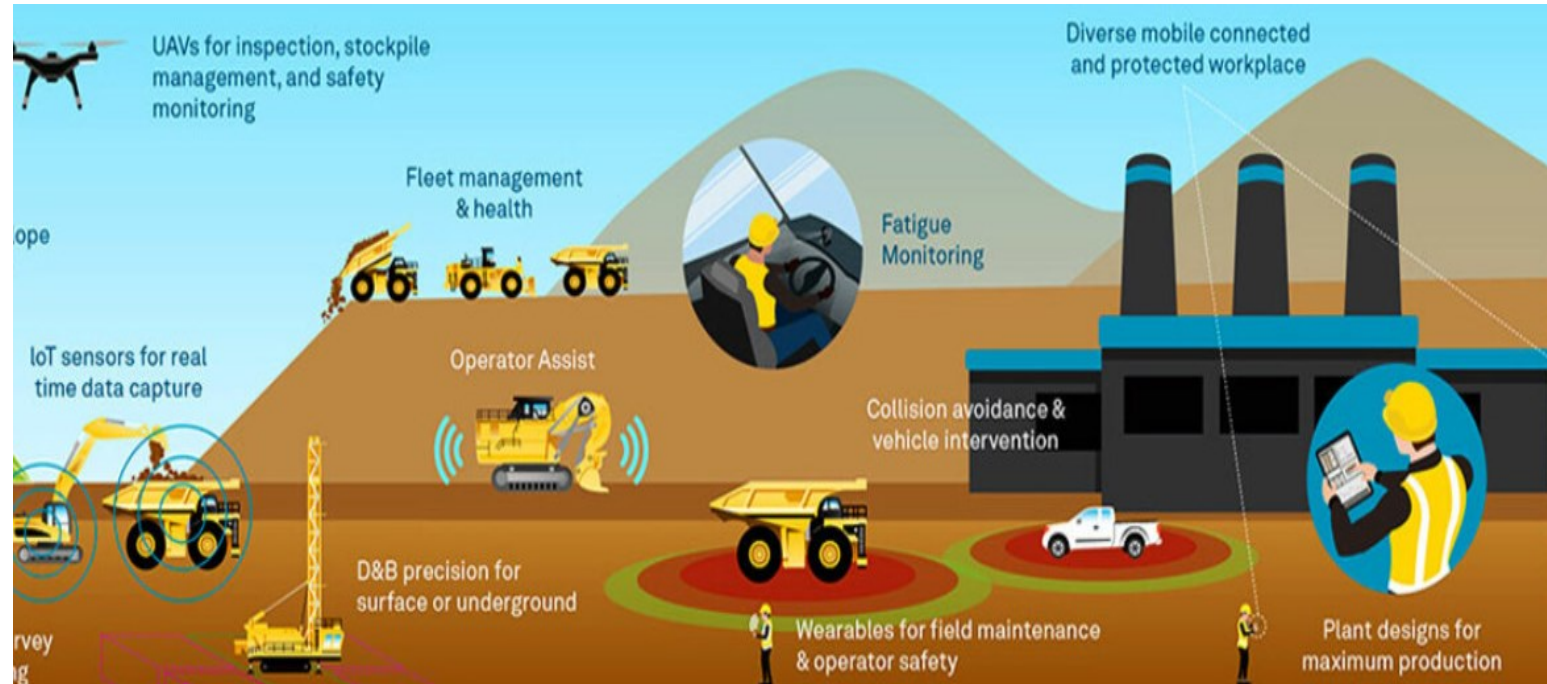 UAVs for inspection, stockpile
management, and safety
monitoring
Diverse mobile connected
and protected workplace
Fleet management
& health
ope
Fatigue
Monitoring
IoT sensors for real
time data capture
Operator Assist
Collision avoidance &
vehicle intervention
D&B precision for
surface or underground
Wearables for field maintenance
& operator safety
Plant designs for
maximum production
rvey
ng